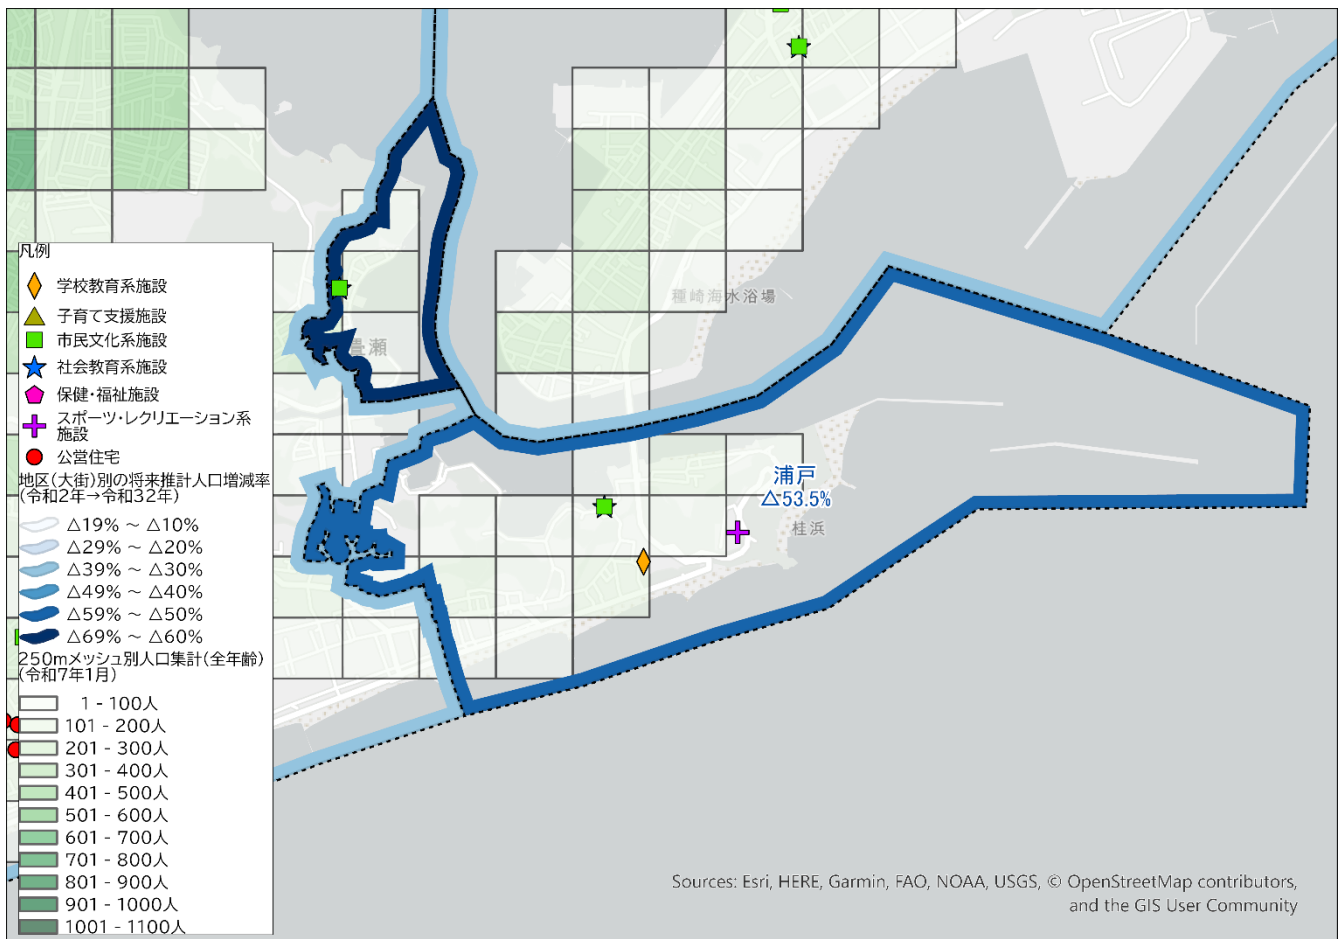 凡例
学校教育系施設
子育て支援施設
市民文化系施設
社会教育系施設
保健・福祉施設
スポーツ・レクリエーション系
施設
公営住宅
地区(大街)別の将来推計人口増減率
(令和2年→令和32年)
△19% ～ △10%
△29% ～ △20%
△39% ～ △30%
△49% ～ △40%
△59% ～ △50%
△69% ～ △60%
250mメッシュ別人口集計(全年齢)
(令和7年1月)
1 - 100人
101 - 200人
201 - 300人
301 - 400人
401 - 500人
501 - 600人
601 - 700人
701 - 800人
801 - 900人
901 - 1000人
1001 - 1100人
種崎海水浴場
浦戸
△53.5%
桂浜
Sources: Esri, HERE, Garmin, FAO, NOAA, USGS, © OpenStreetMap contributors,
and the GIS User Community